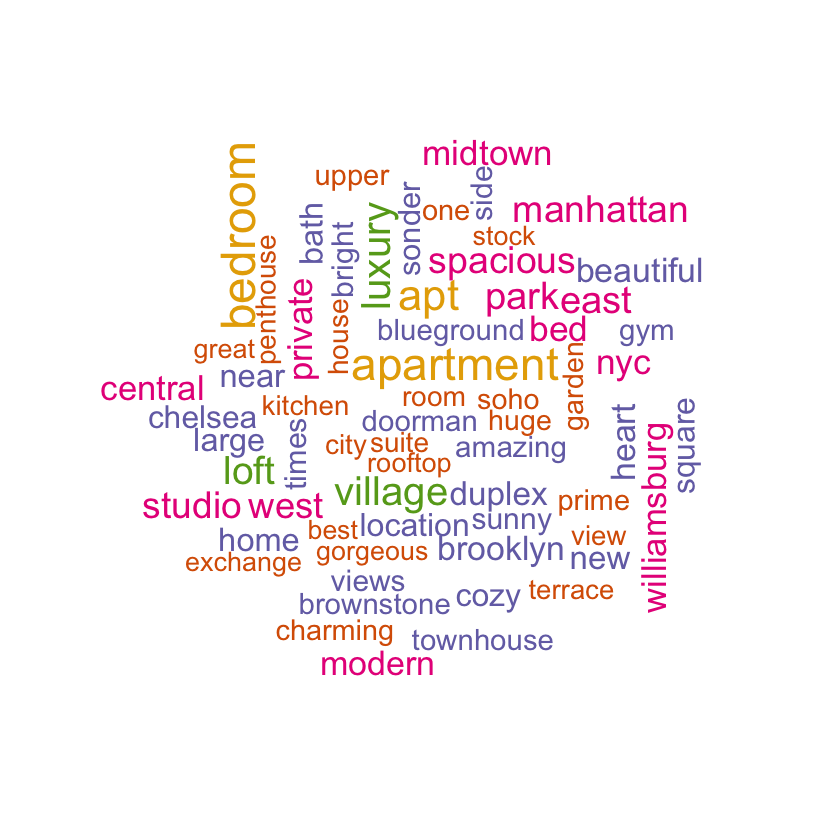 midtown
upper
side
bedroom
sonder
one
manhattan
luxury
bath
stock
bright
spacious
beautiful
penthouse
private
apt
park
east
house
blueground
bed
gym
great
apartment
nyc
near
central
garden
kitchen
room
soho
chelsea
doorman
huge
heart
square
large
times
city
suite
amazing
rooftop
loft
williamsburg
village
duplex
studio
west
prime
best
location
sunny
home
view
exchange
gorgeous
brooklyn
new
views
brownstone
cozy
terrace
charming
townhouse
modern